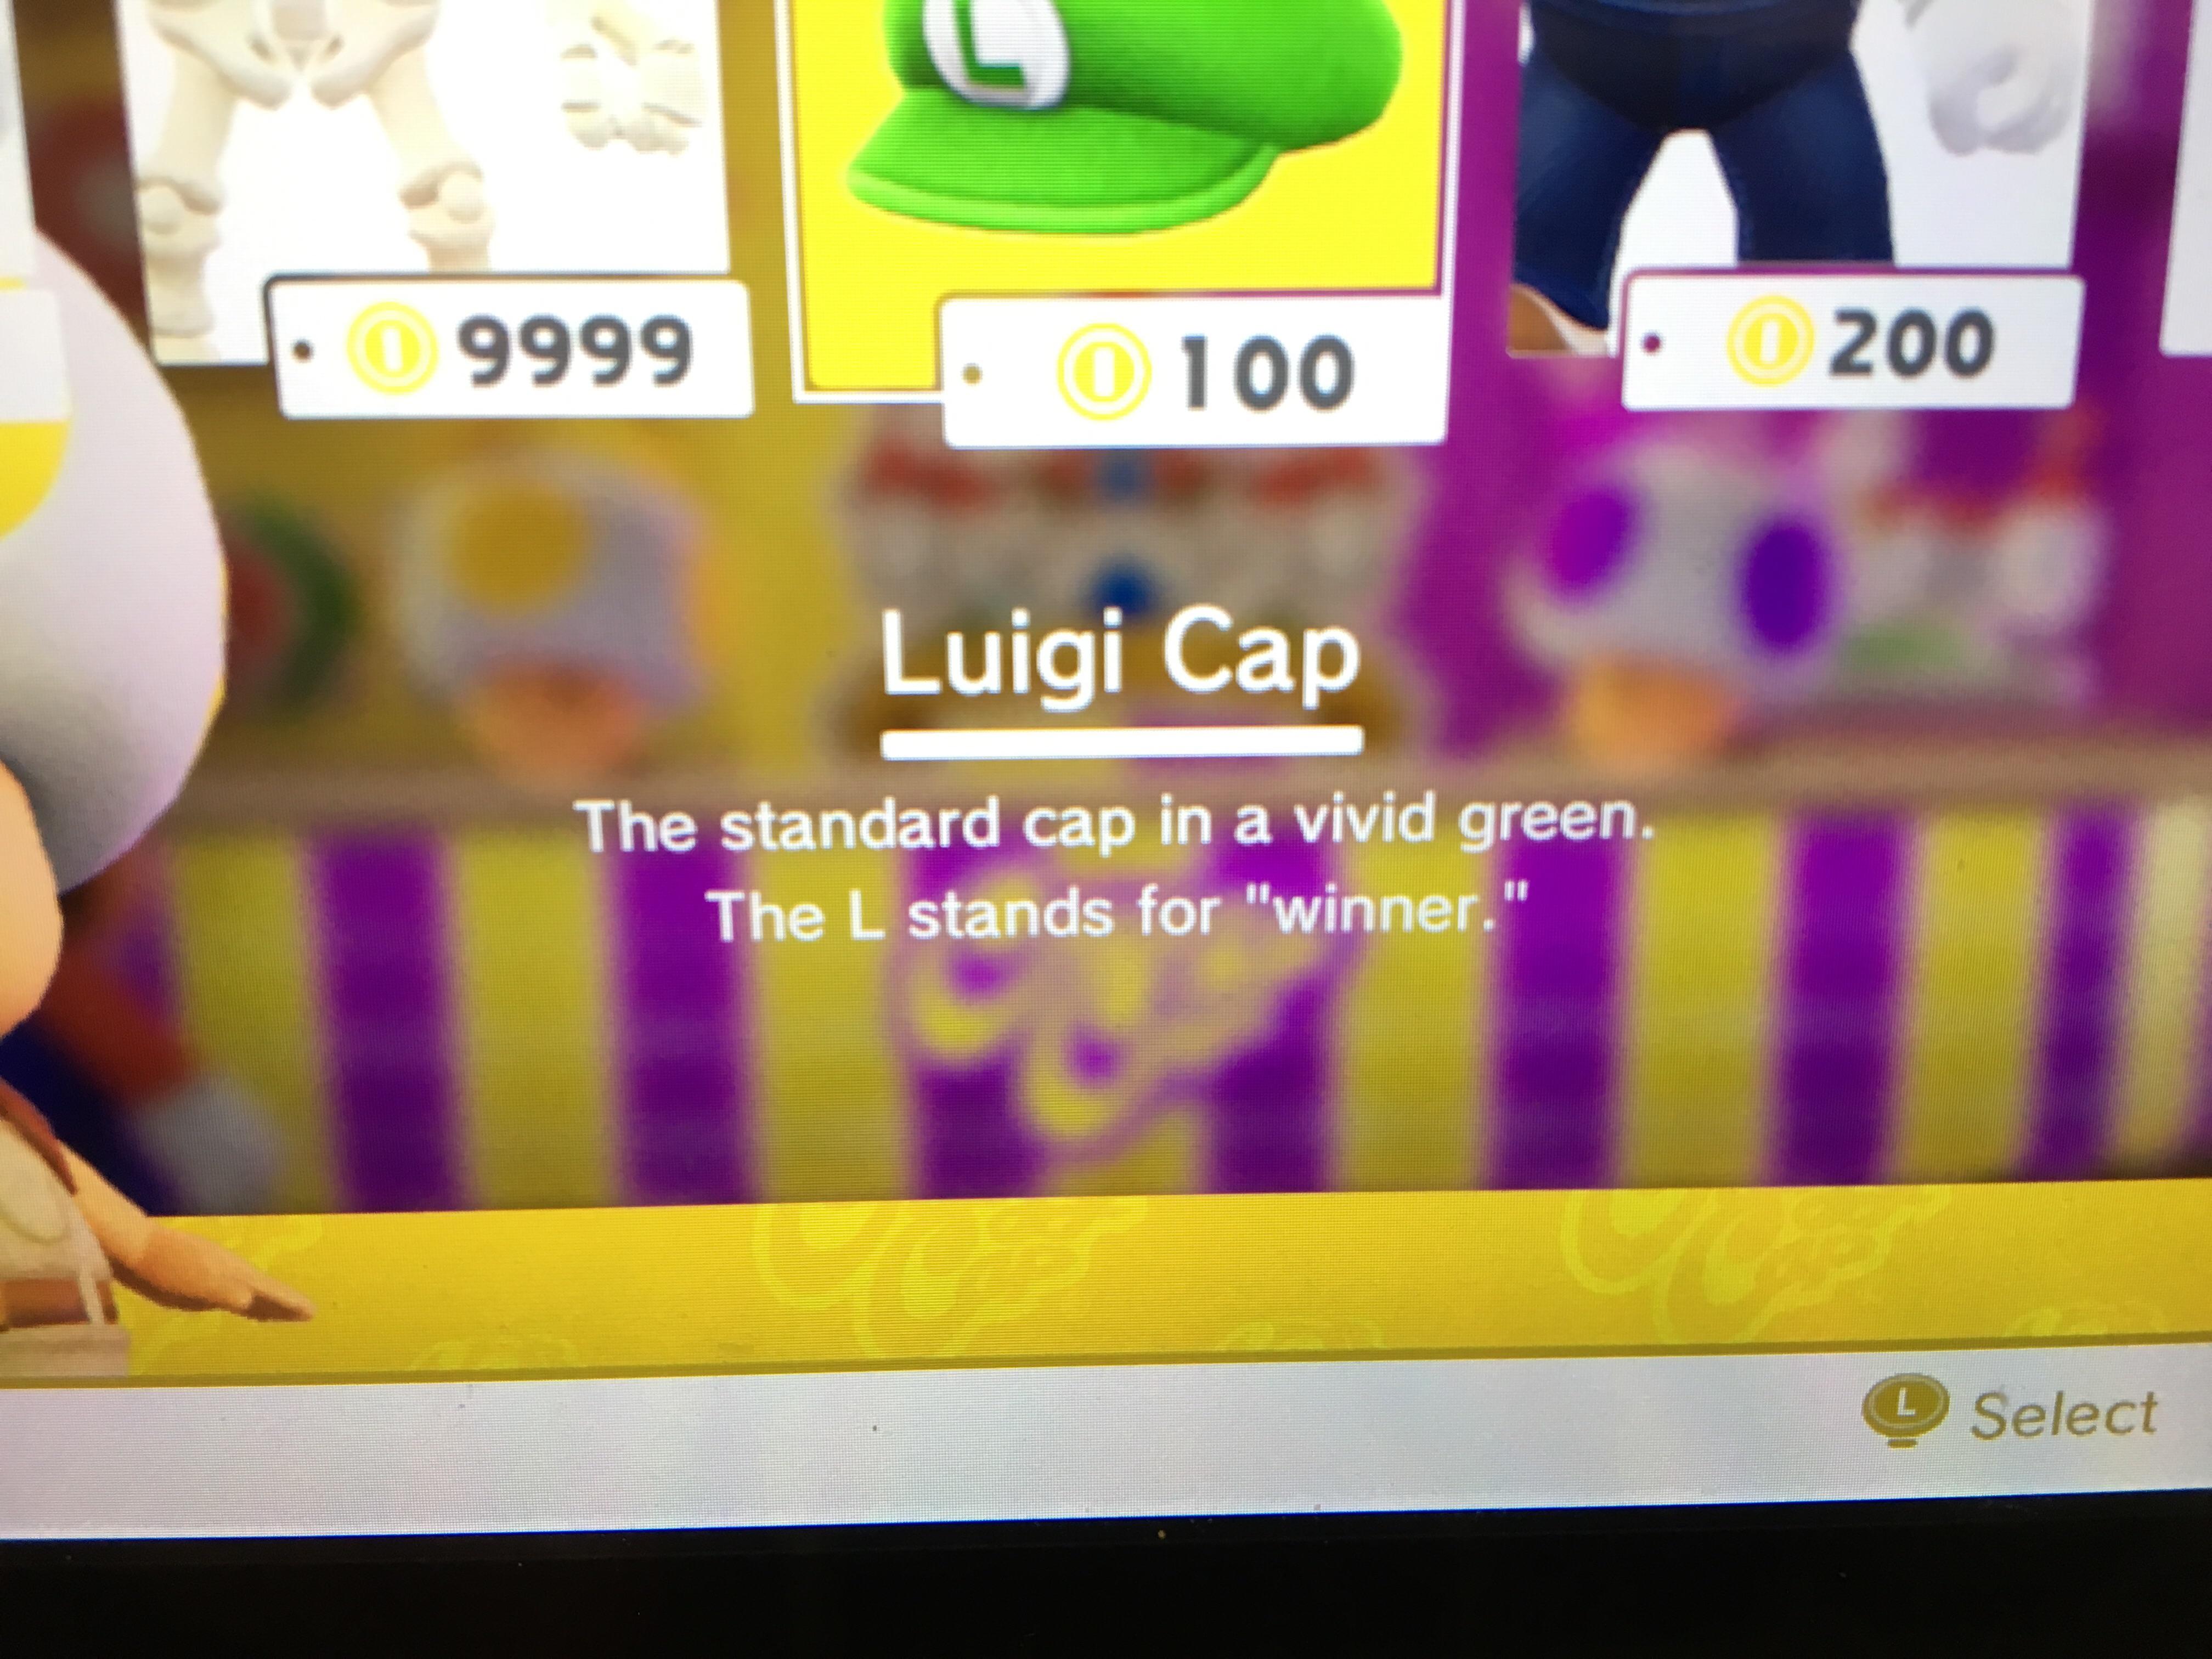 L
9999
100
200
Luigi Cap
The standard cap in a vivid green.
The L stands for "winner."
L Select